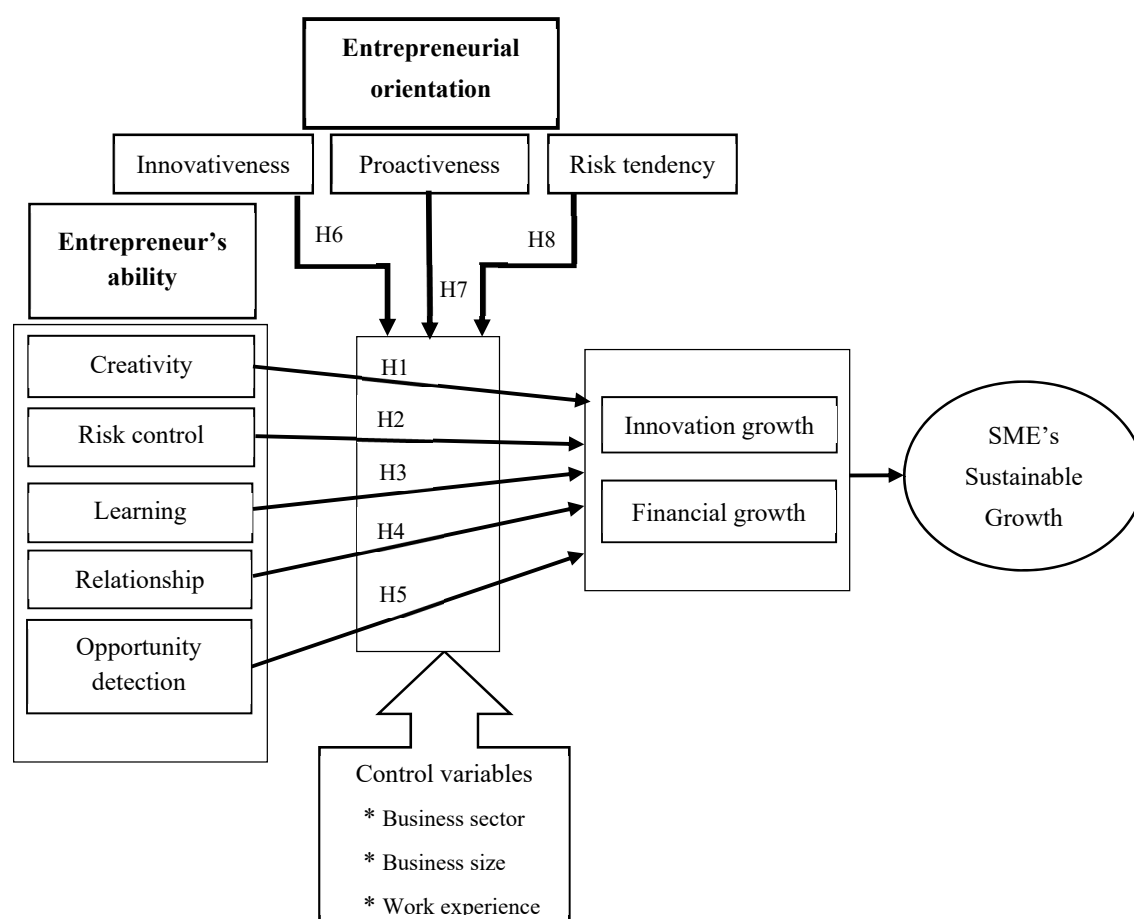 Entrepreneurial
orientation
Innovativeness
Proactiveness
Risk tendency
H6
H7
H8
Entrepreneur’s
ability
Creativity
Risk control
Learning
Relationship
Opportunity
detection
H1
H2
H3
H4
H5
Innovation growth
Financial growth
SME’s
Sustainable
Growth
Control variables
* Business sector
* Business size
* Work experience